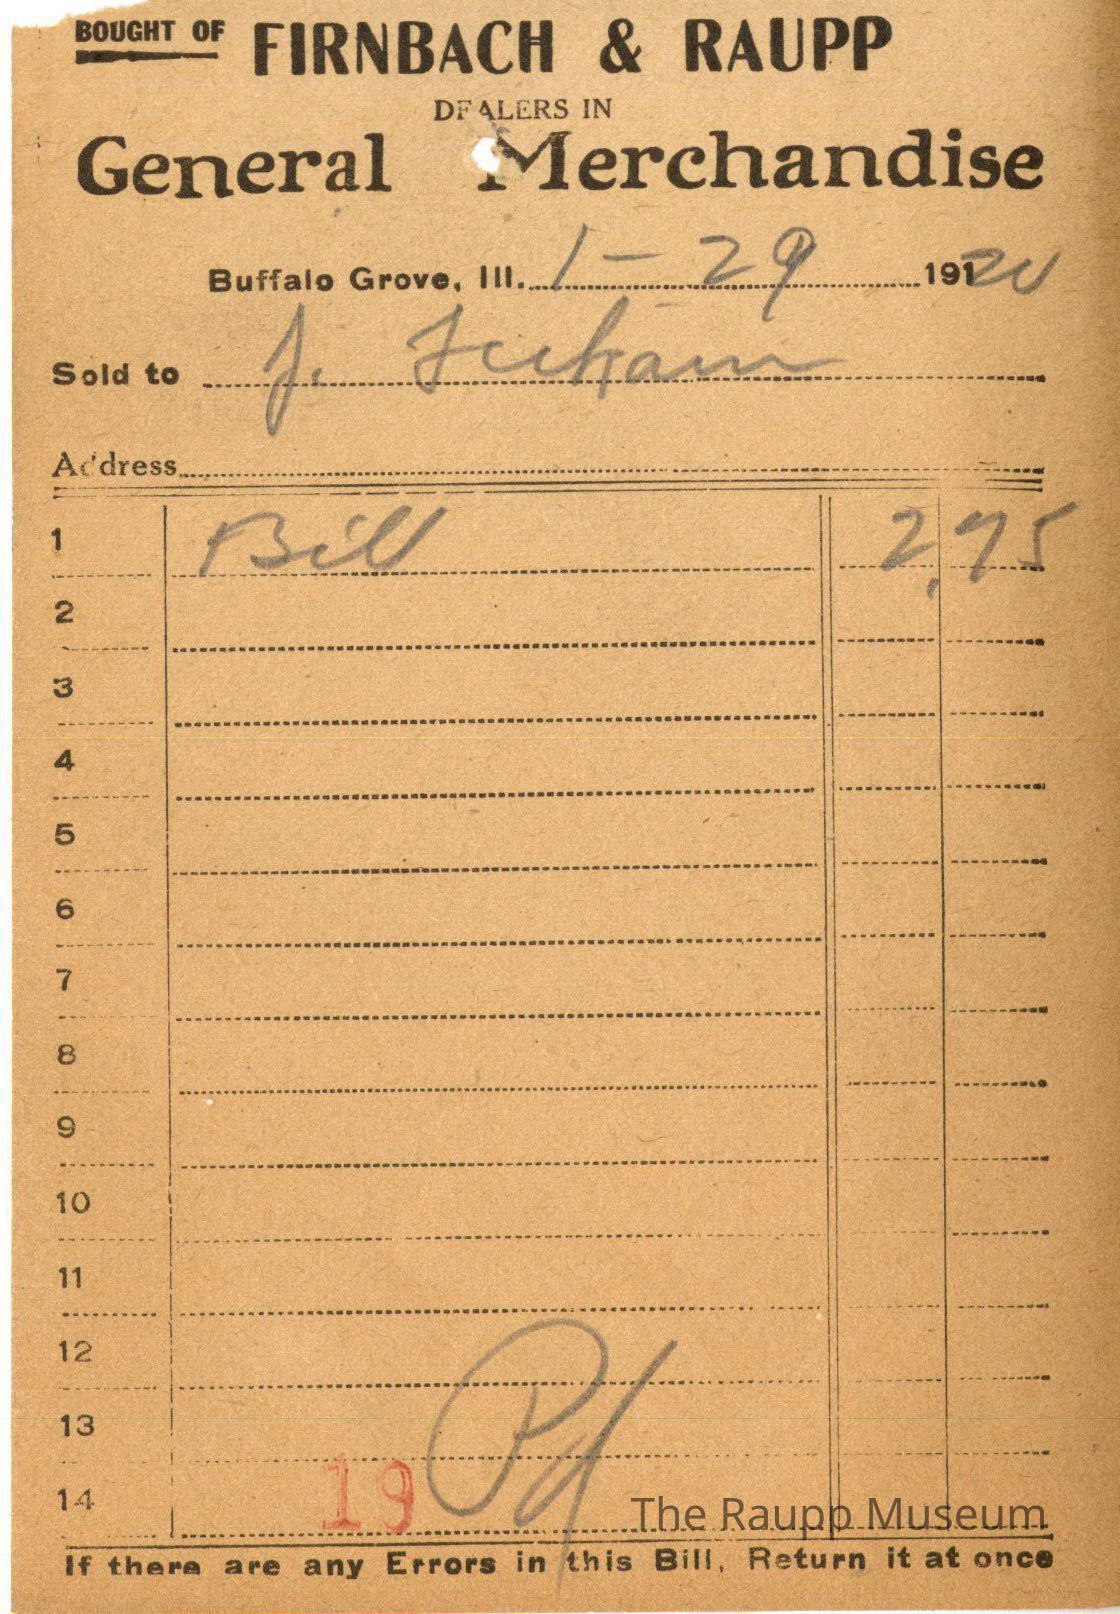 BOUGHT OF FIRNBACH & RAUPP
DEALERS IN
General Merchandise
Buffalo Grove, Ill. 1-29 19120
Sold to J.
Address
1 Bill 2,75
2
3
4
5
6
7
8
9
10
11
12
13
Pd
19
14
The Raupp Museum
If there are any Errors in this Bill, Return it at once